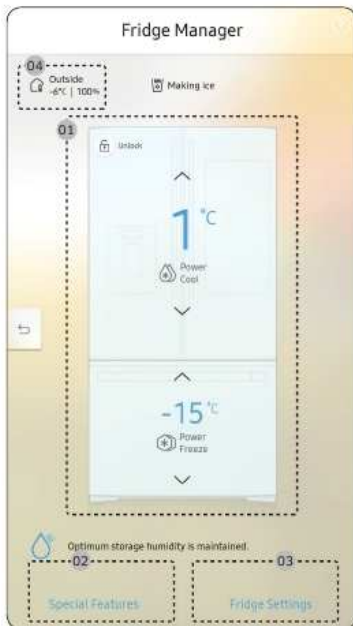 Fridge Manager
04
Outside
-6°C | 100%
Making ice
01
Unlock
1 °C
Power
Cool
-15 °C
Power
Freeze
Optimum storage humidity is maintained.
02
03
Special Features
Fridge Settings